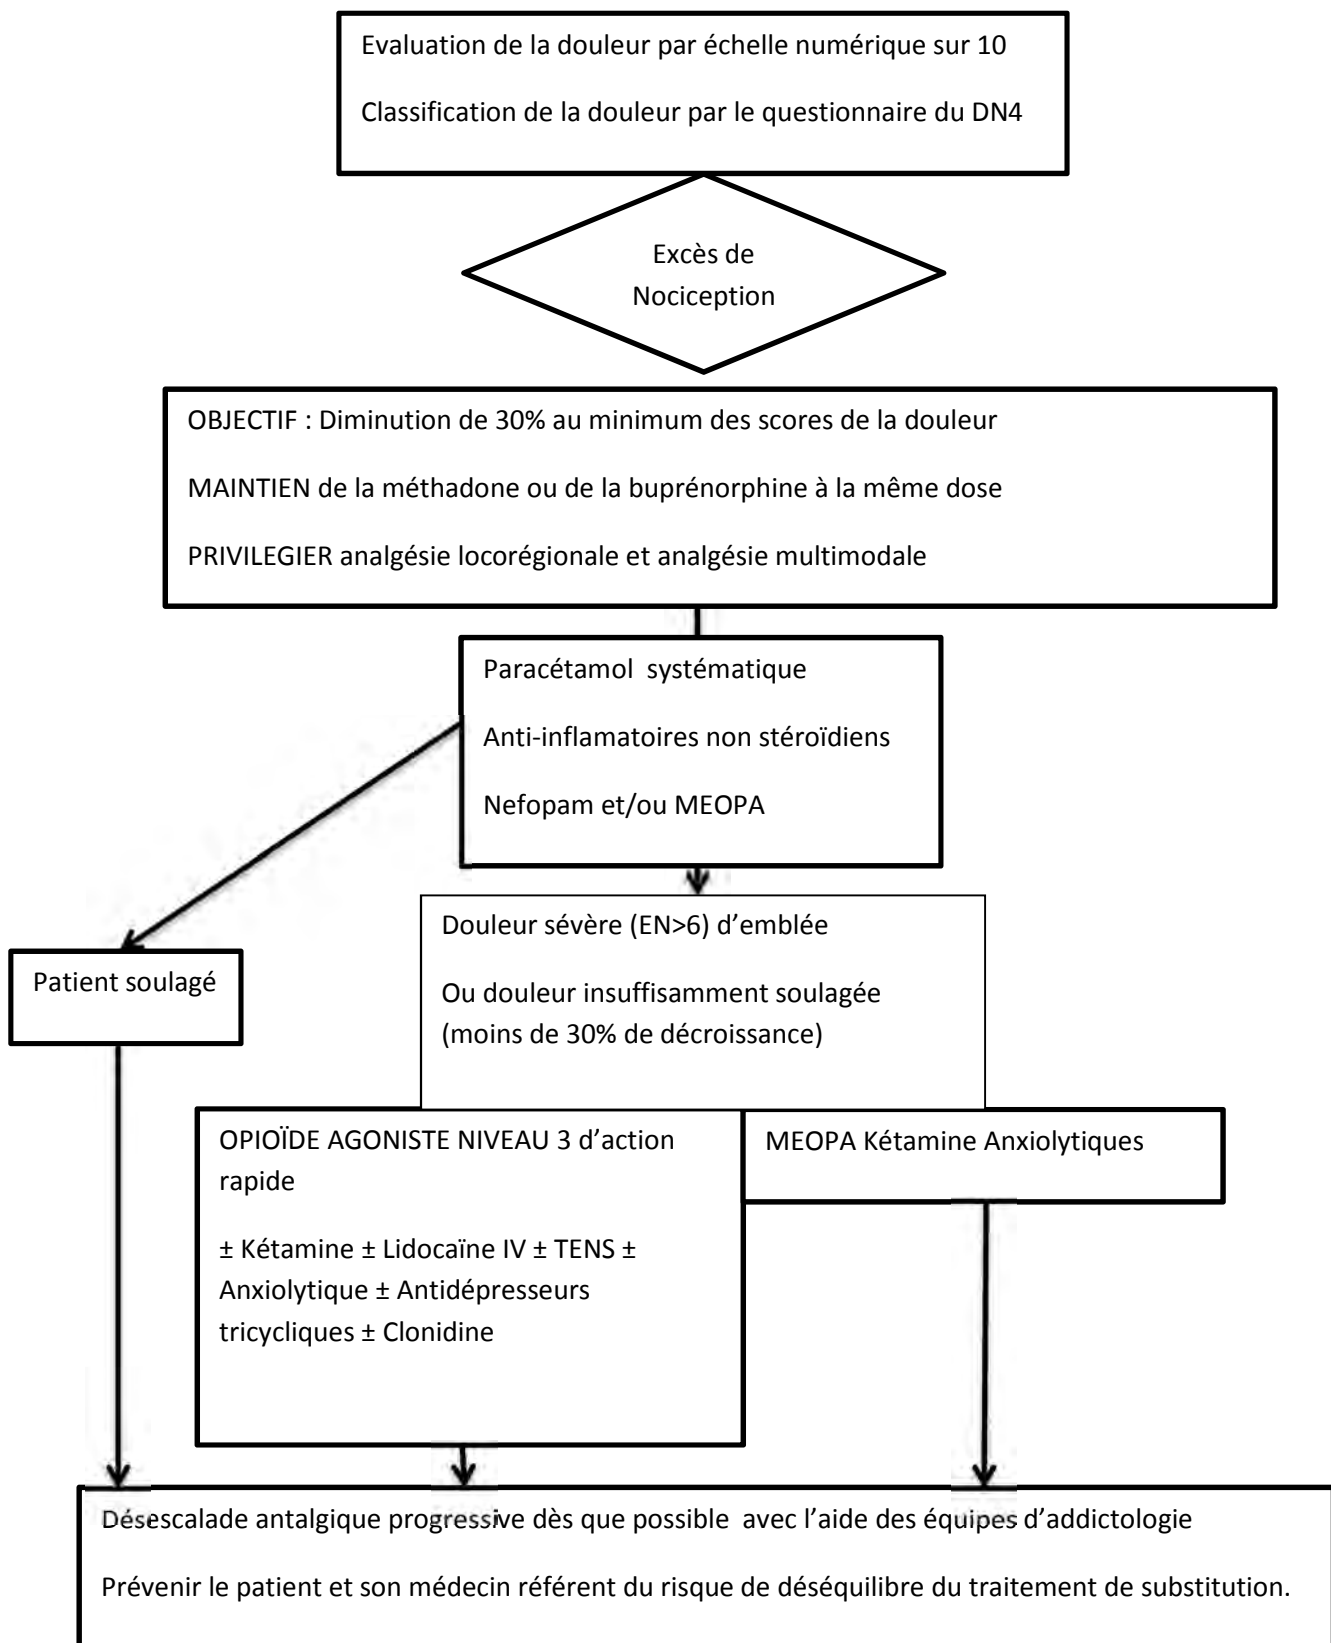 Evaluation de la douleur par échelle numérique sur 10
Classification de la douleur par le questionnaire du DN4
Excès de
Nociception
OBJECTIF : Diminution de 30% au minimum des scores de la douleur
MAINTIEN de la méthadone ou de la buprénorphine à la même dose
PRIVILEGIER analgésie locorégionale et analgésie multimodale
Paracétamol systématique
Anti-inflamatoires non stéroïdiens
Nefopam et/ou MEOPA
Patient soulagé
Douleur sévère (EN>6) d’emblée
Ou douleur insuffisamment soulagée
(moins de 30% de décroissance)
OPIOÏDE AGONISTE NIVEAU 3 d’action
rapide
± Kétamine ± Lidocaïne IV ± TENS ±
Anxiolytique ± Antidépresseurs
tricycliques ± Clonidine
MEOPA Kétamine Anxiolytiques
Désescalade antalgique progressive dès que possible avec l’aide des équipes d’addictologie
Prévenir le patient et son médecin référent du risque de déséquilibre du traitement de substitution.